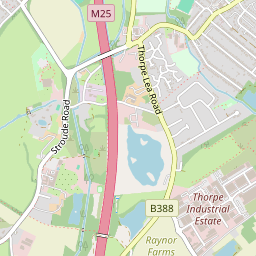 M25
Thorpe Lea Road
Stroude Road
B388
Thorpe
Industrial
Estate
Raynor
Farms